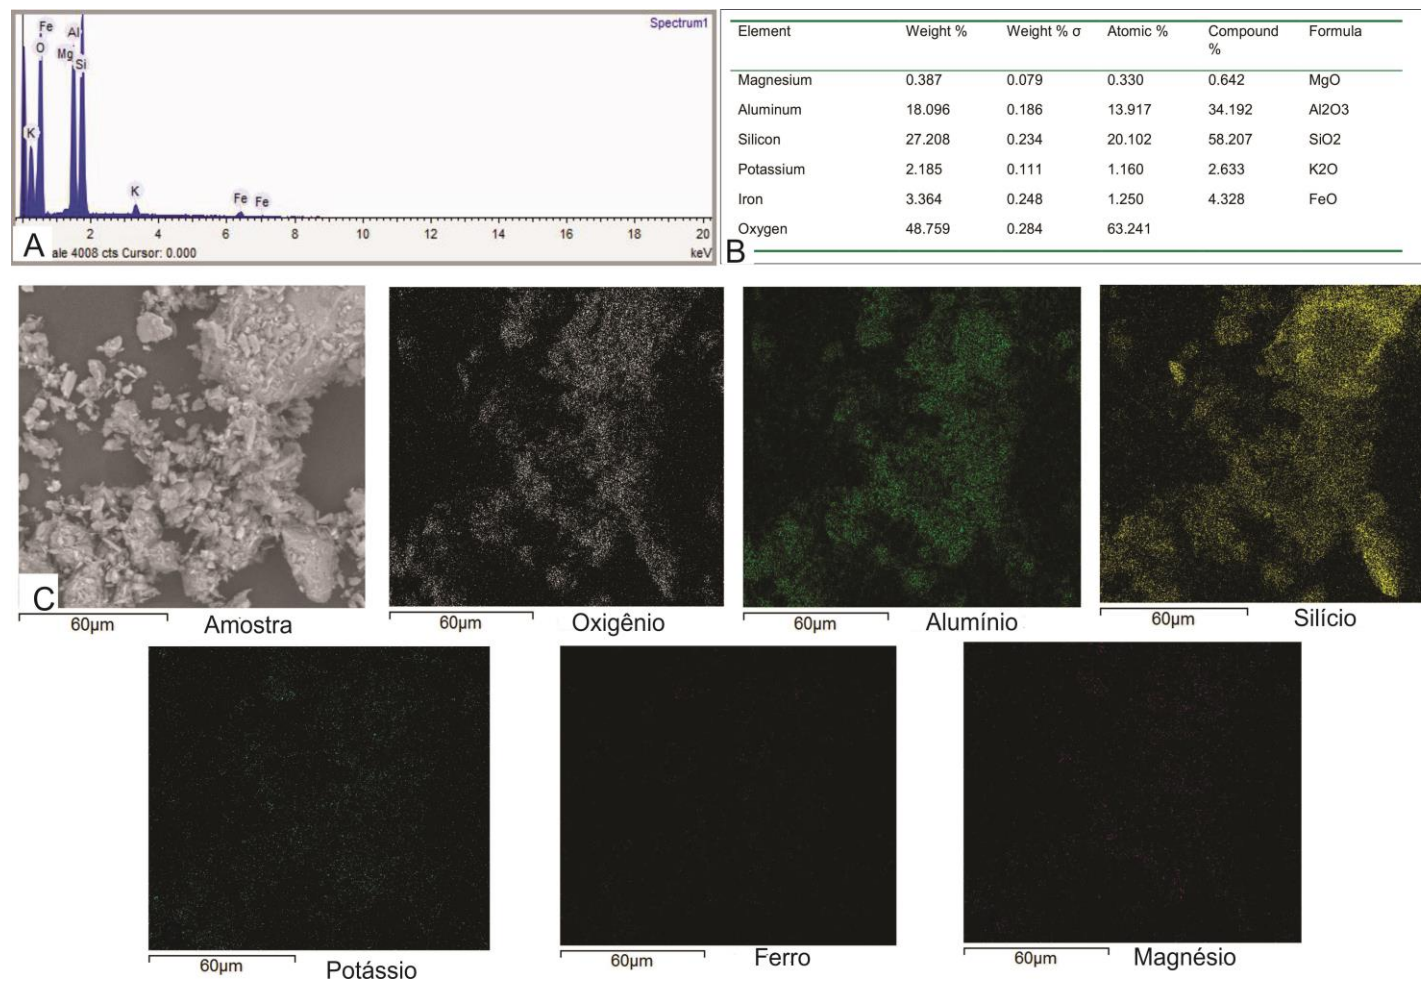 Spectrum1
Fe
O
Al
Mg
Si
K
K
Fe
Fe
2 4 6 8 10 12 14 16 18 20
A ale 4008 cts Cursor: 0.000 keV
Element Weight % Weight % σ Atomic % Compound % Formula
Magnesium 0.387 0.079 0.330 0.642 MgO
Aluminum 18.096 0.186 13.917 34.192 Al2O3
Silicon 27.208 0.234 20.102 58.207 SiO2
Potassium 2.185 0.111 1.160 2.633 K2O
Iron 3.364 0.248 1.250 4.328 FeO
Oxygen 48.759 0.284 63.241
B
C
60µm Amostra
60µm Oxigênio
60µm Alumínio
60µm Silício
60µm Potássio
60µm Ferro
60µm Magnésio